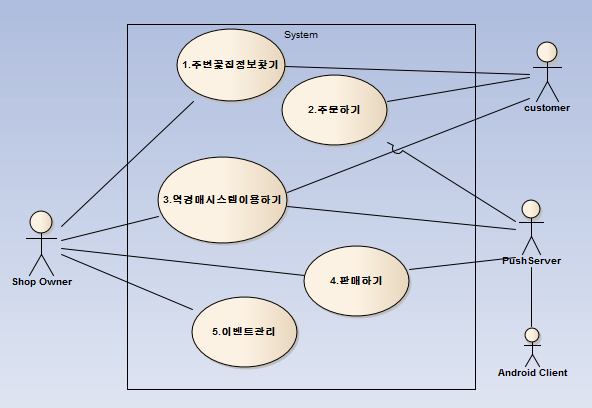 System
1.주변꽃집정보찾기
2.주문하기
customer
3.역경매시스템이용하기
PushServer
Shop Owner
4.판매하기
5.이벤트관리
Android Client